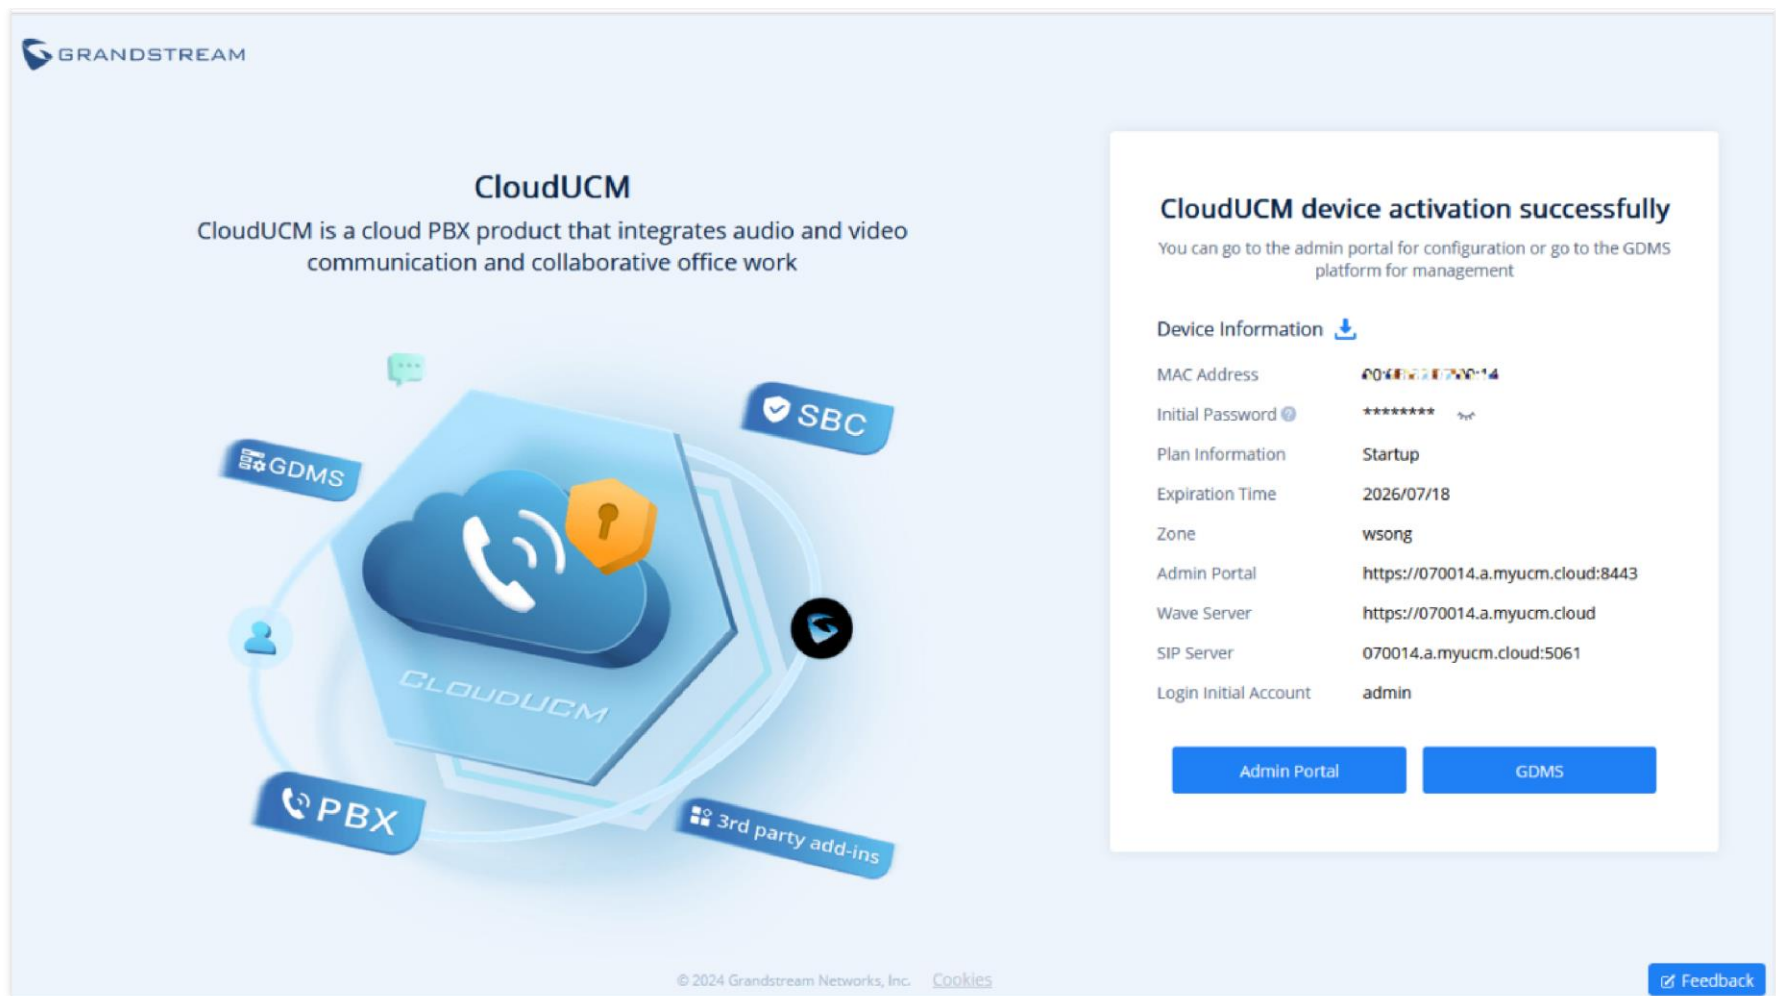 GRANDSTREAM
CloudUCM
CloudUCM is a cloud PBX product that integrates audio and video
communication and collaborative office work
SBC
GDMS
CLOUDUCM
PBX
3rd party add-ins
CloudUCM device activation successfully
You can go to the admin portal for configuration or go to the GDMS
platform for management
Device Information
MAC Address
Initial Password ********
Plan Information Startup
Expiration Time 2026/07/18
Zone wsong
Admin Portal https://070014.a.myucm.cloud:8443
Wave Server https://070014.a.myucm.cloud
SIP Server 070014.a.myucm.cloud:5061
Login Initial Account admin
Admin Portal GDMS
© 2024 Grandstream Networks, Inc. Cookies
Feedback